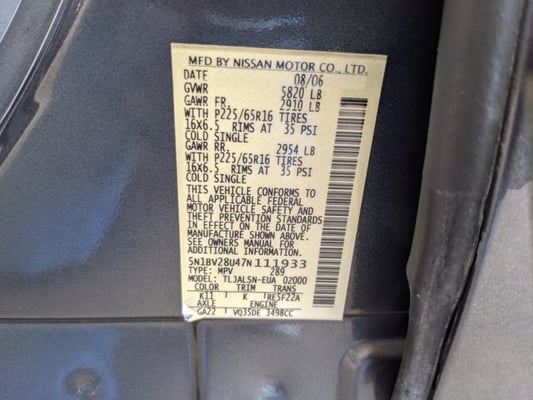 MFD BY NISSAN MOTOR CO., LTD.
DATE 08/06
GVWR 5820 LB
GAWR FR. 2910 LB
WITH P225/65R16 TIRES
16X6.5 RIMS AT 35 PSI
COLD SINGLE
GAWR RR. 2954 LB
WITH P225/65R16 TIRES
16X6.5 RIMS AT 35 PSI
COLD SINGLE
THIS VEHICLE CONFORMS TO
ALL APPLICABLE FEDERAL
MOTOR VEHICLE SAFETY AND
THEFT PREVENTION STANDARDS
IN EFFECT ON THE DATE OF
MANUFACTURE SHOWN ABOVE.
SEE OWNERS MANUAL FOR
ADDITIONAL INFORMATION.
5N1BV28U47N111933
TYPE: MPV 289
MODEL: TLJALSN-EUA 02000
COLOR TRIM TRANS
K11 K RE5F22A
AXLE ENGINE
GA22 VQ35DE 3498CC